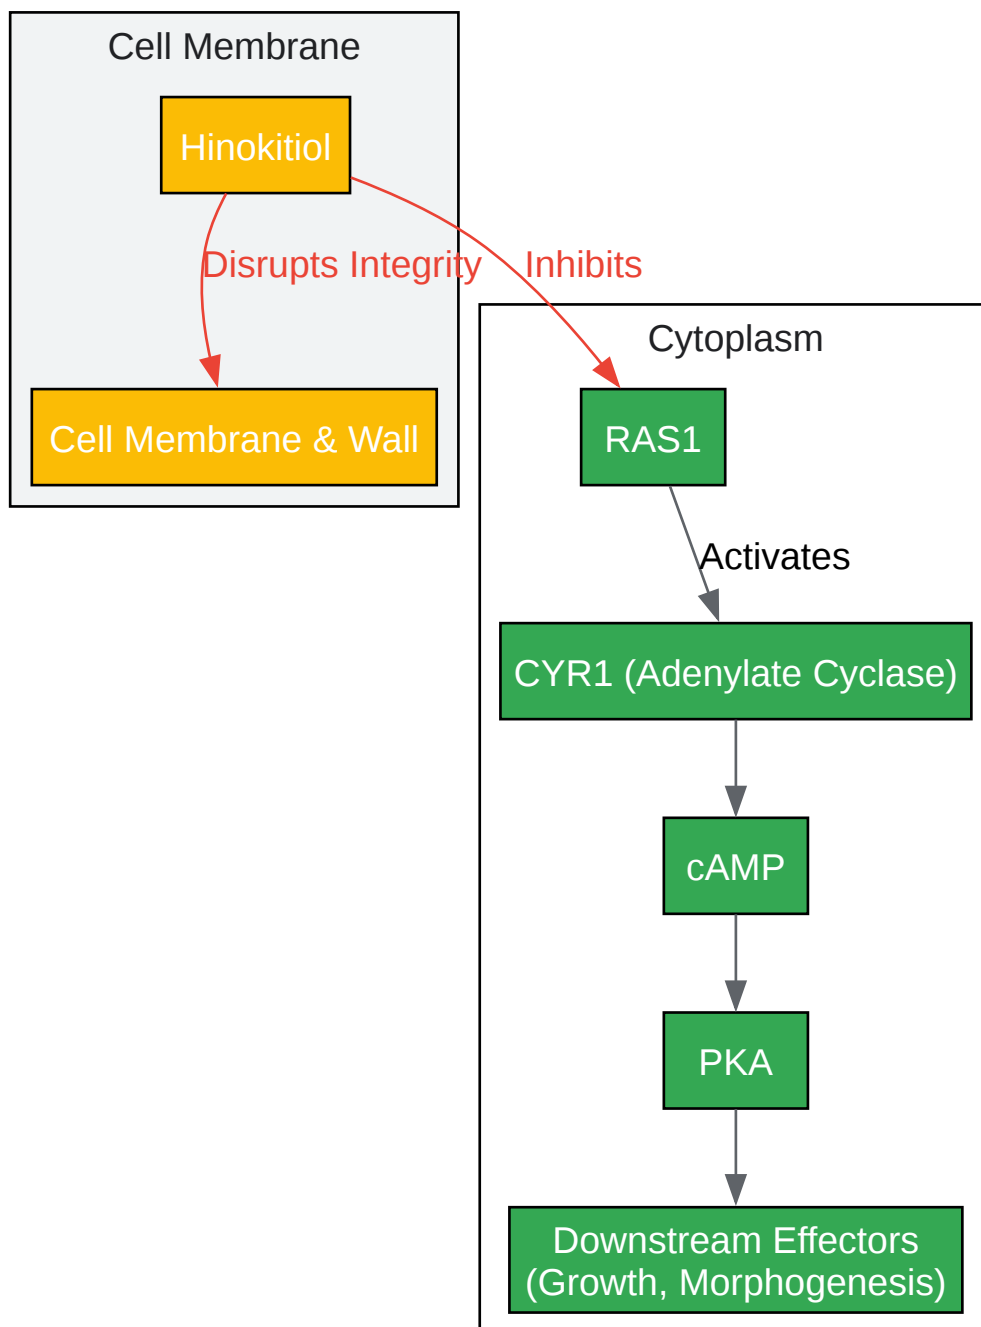 Cell Membrane
Hinokitiol
Disrupts Integrity
Inhibits
Cell Membrane & Wall
Cytoplasm
RAS1
Activates
CYR1 (Adenylate Cyclase)
cAMP
PKA
Downstream Effectors
(Growth, Morphogenesis)